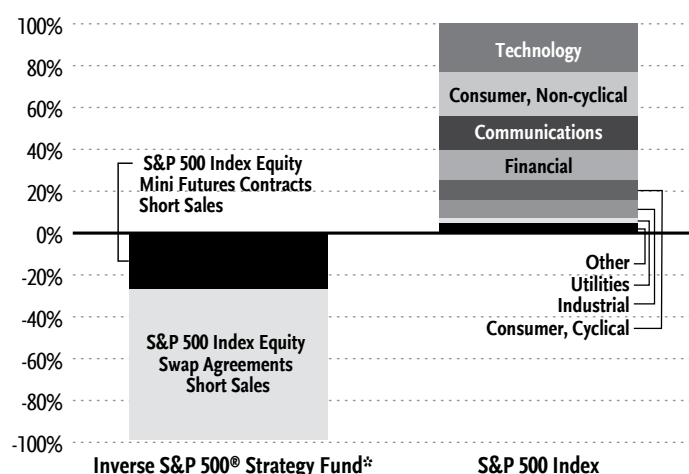 100%
80%
60%
40%
20%
0%
-20%
-40%
-60%
-80%
-100%
S&P 500 Index Equity
Mini Futures Contracts
Short Sales
S&P 500 Index Equity
Swap Agreements
Short Sales
Technology
Consumer, Non-cyclical
Communications
Financial
Other
Utilities
Industrial
Consumer, Cyclical
Inverse S&P 500® Strategy Fund*
S&P 500 Index